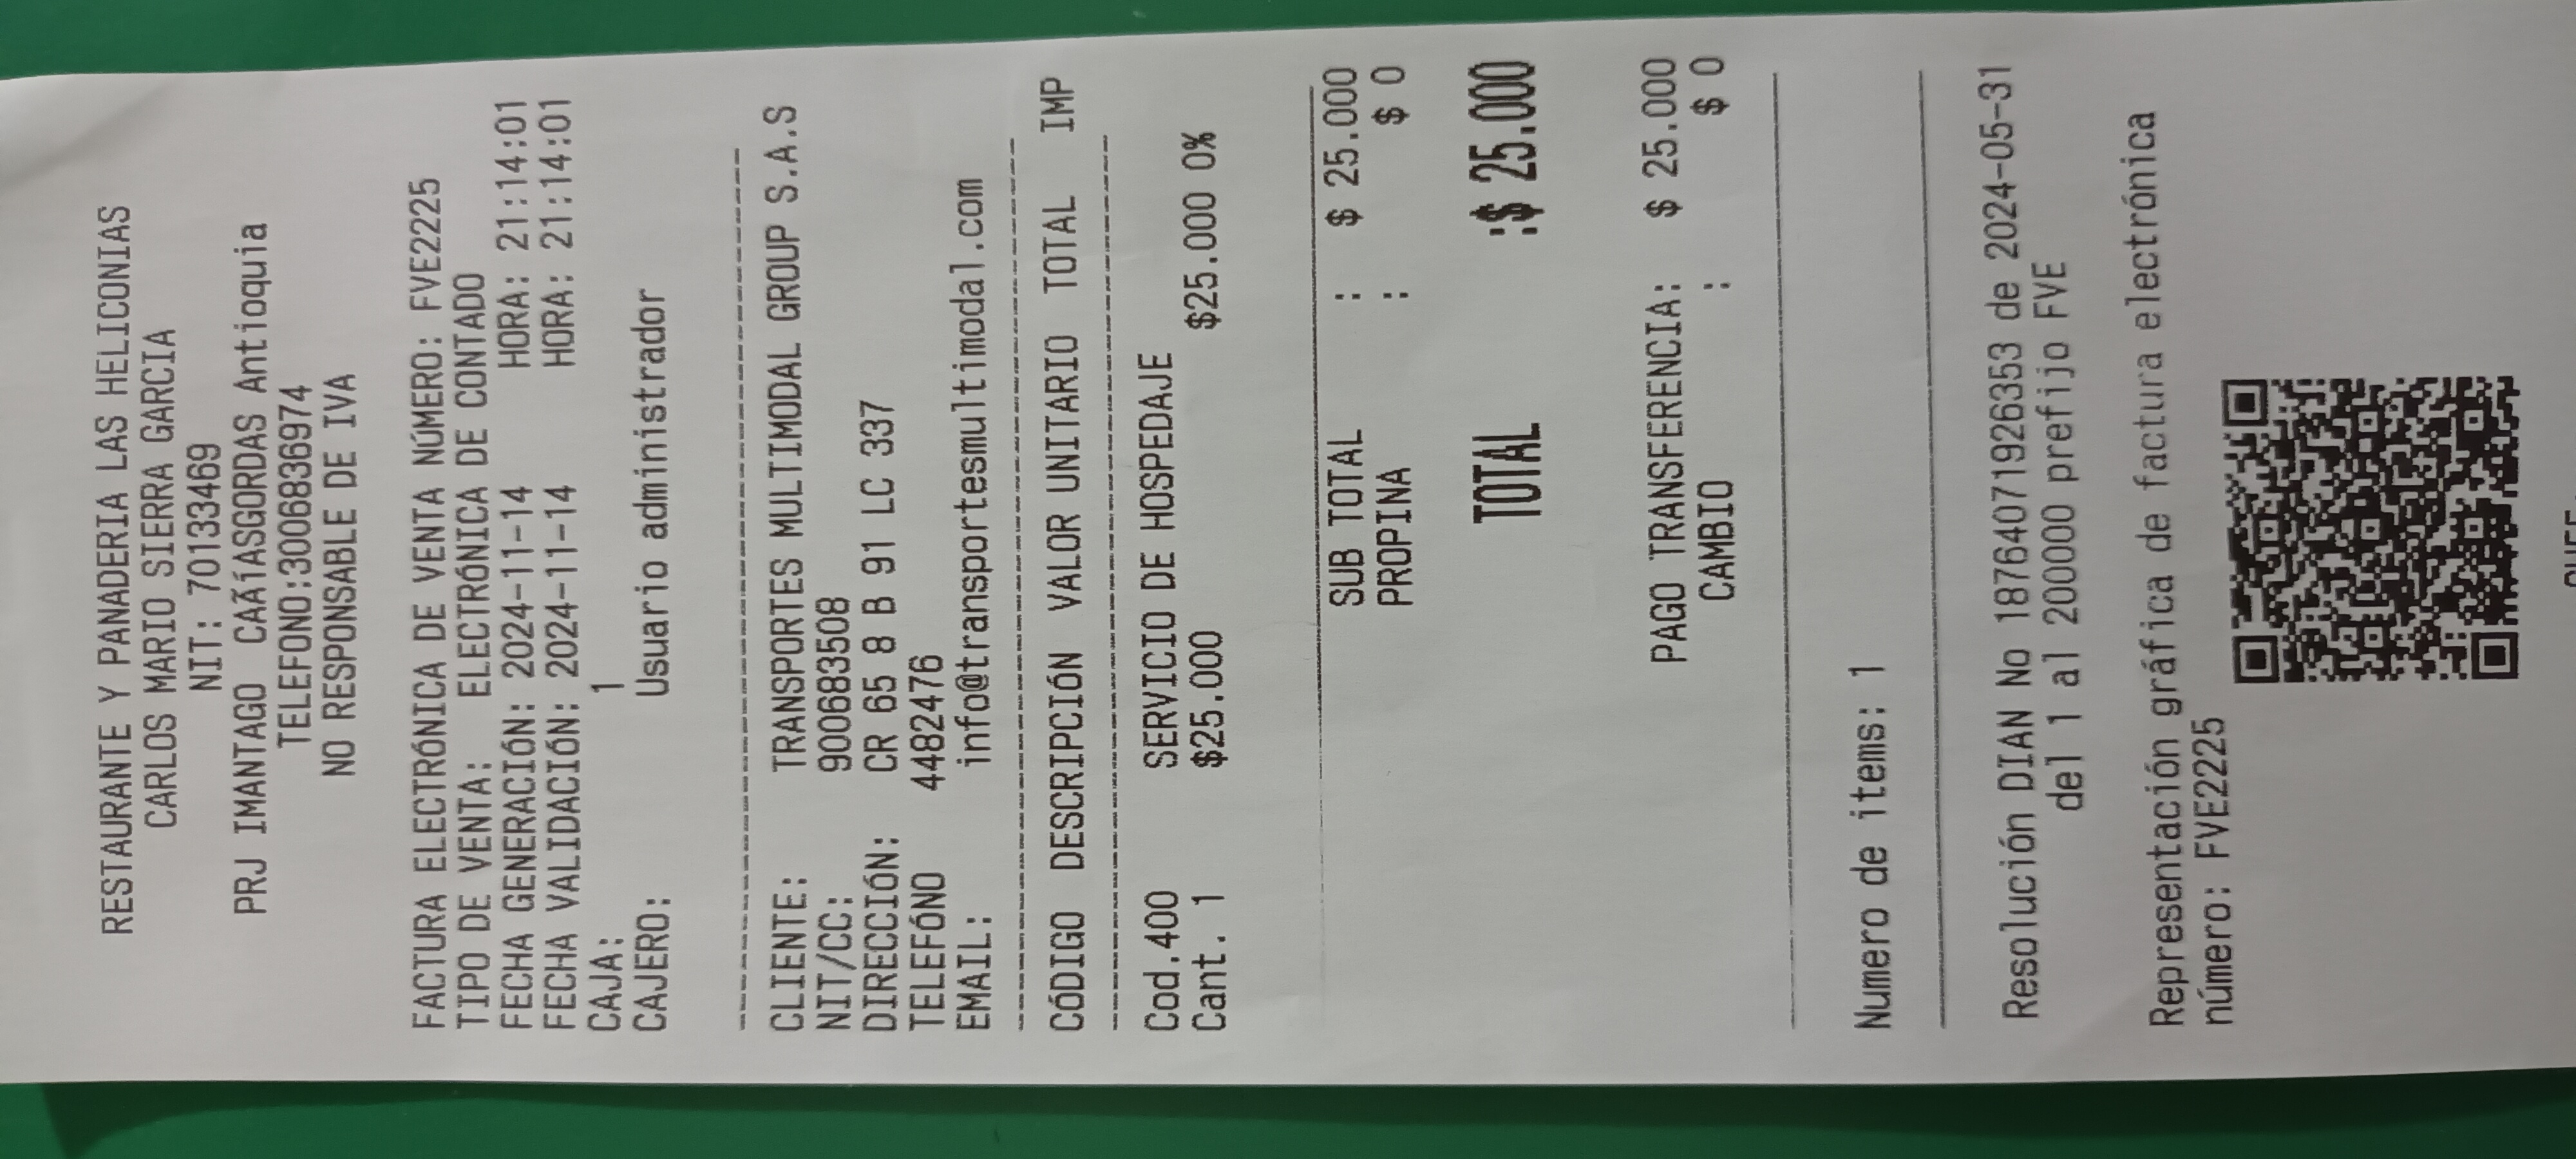 RESTAURANTE Y PANADERIA LAS HELICONIAS
CARLOS MARIO SIERRA GARCIA
NIT: 70133469
PRJ IMANTAGO CAÃÍASGORDAS Antioquia
TELEFONO:3006836974
NO RESPONSABLE DE IVA
FACTURA ELECTRÓNICA DE VENTA NÚMERO: FVE2225
TIPO DE VENTA: ELECTRÓNICA DE CONTADO
FECHA GENERACIÓN: 2024-11-14 HORA: 21:14:01
FECHA VALIDACIÓN: 2024-11-14 HORA: 21:14:01
CAJA: 1
CAJERO: Usuario administrador
CLIENTE: TRANSPORTES MULTIMODAL GROUP S.A.S
NIT/CC: 900683508
DIRECCIÓN: CR 65 8 B 91 LC 337
TELEFÓNO 4482476
EMAIL: info@transportesmultimodal.com
CÓDIGO DESCRIPCIÓN VALOR UNITARIO TOTAL IMP
Cod.400 SERVICIO DE HOSPEDAJE
Cant. 1 $25.000 $25.000 0%
SUB TOTAL : $ 25.000
PROPINA : $ 0
TOTAL :$ 25.000
PAGO TRANSFERENCIA: $ 25.000
CAMBIO : $ 0
Numero de items: 1
Resolución DIAN No 18764071926353 de 2024-05-31
del 1 al 200000 prefijo FVE
Representación gráfica de factura electrónica
número: FVE2225